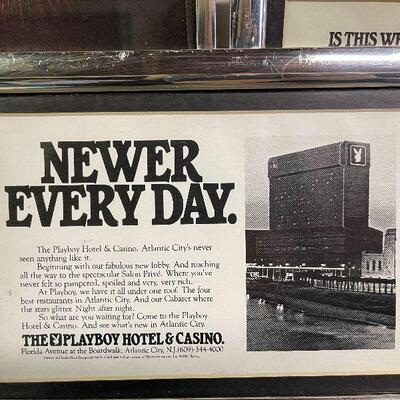 IS THIS
NEWER
EVERY DAY.
The Playboy Hotel & Casino. Atlantic City's never
seen anything like it.
Beginning with our fabulous new lobby. And reaching
all the way to the spectacular Salon Privé. Where you've
never felt so pampered, spoiled and very, very rich.
At Playboy, we have it all under one roof. The four
best restaurants in Atlantic City. And our Cabaret where
the stars glitter. Night after night.
So what are you waiting for? Come to the Playboy
Hotel & Casino. And see what's new in Atlantic City.
THE PLAYBOY HOTEL & CASINO.
Florida Avenue at the Boardwalk, Atlantic City, N.J. (609)-344-4000